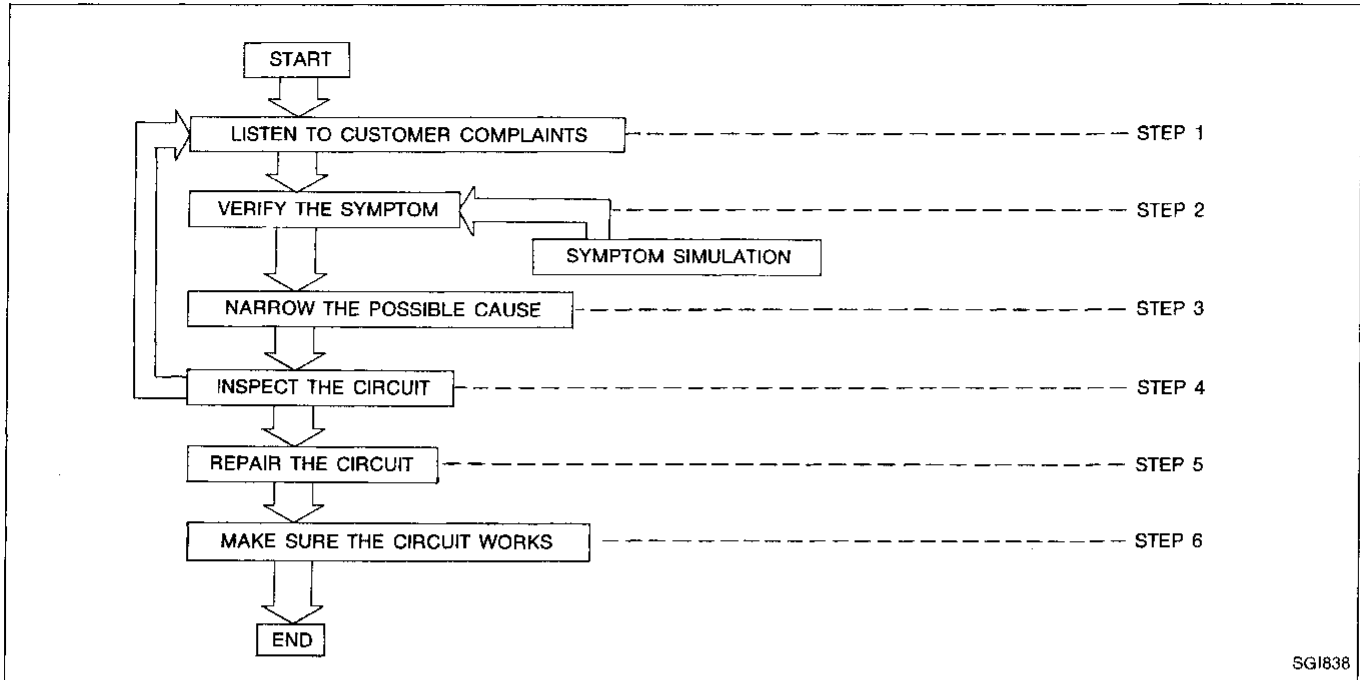 START
LISTEN TO CUSTOMER COMPLAINTS STEP 1
VERIFY THE SYMPTOM STEP 2
SYMPTOM SIMULATION
NARROW THE POSSIBLE CAUSE STEP 3
INSPECT THE CIRCUIT STEP 4
REPAIR THE CIRCUIT STEP 5
MAKE SURE THE CIRCUIT WORKS STEP 6
END
SGI838